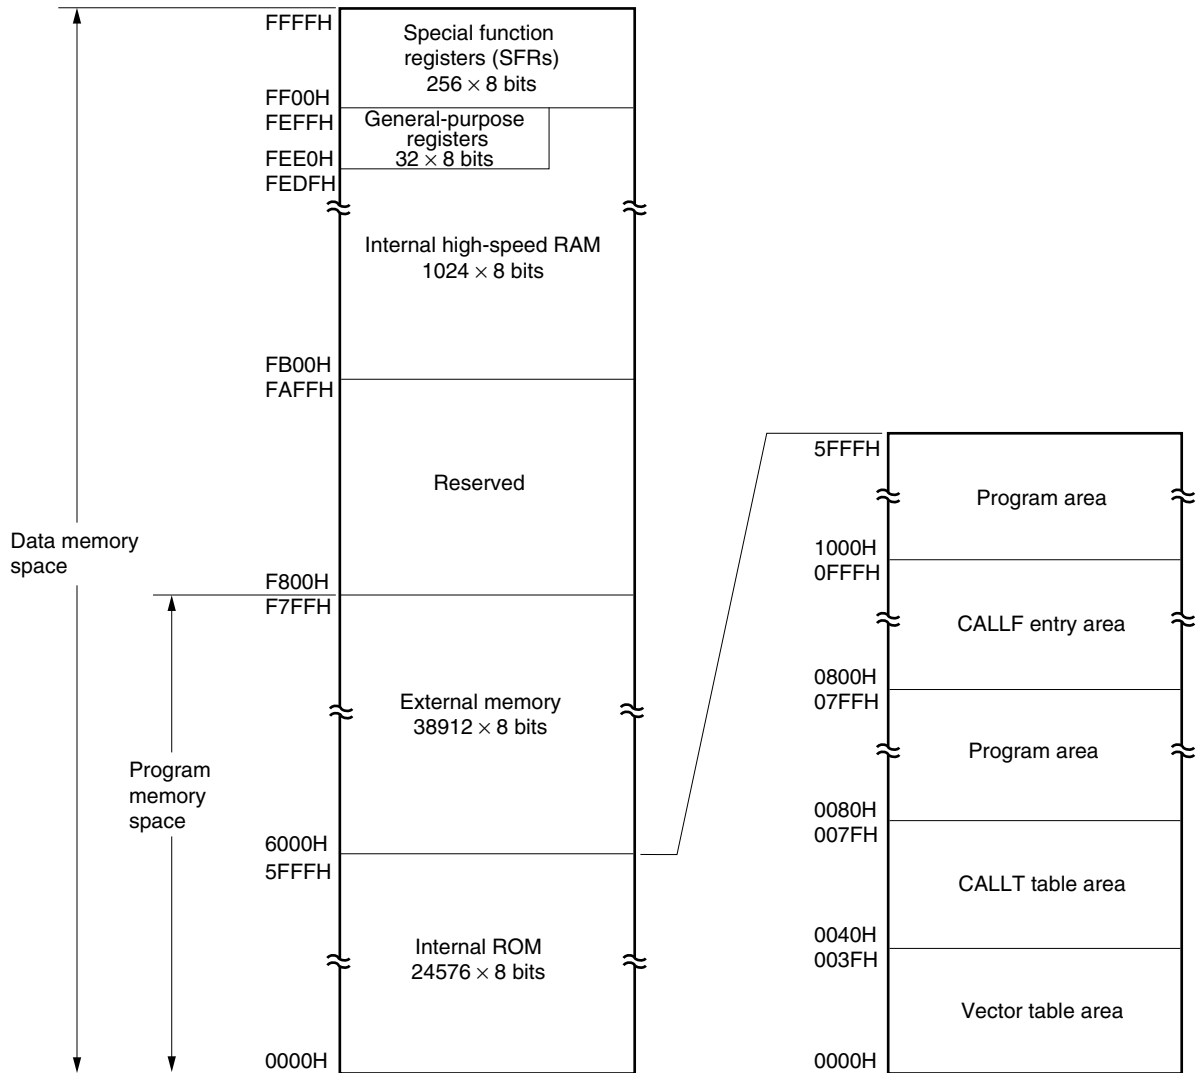 FFFFH
Special function
registers (SFRs)
256 × 8 bits
FF00H
FEFFH
General-purpose
registers
32 × 8 bits
FEE0H
FEDFH
Internal high-speed RAM
1024 × 8 bits
FB00H
FAFFH
Reserved
Data memory
space
F800H
F7FFH
External memory
38912 × 8 bits
Program
memory
space
6000H
5FFFH
Internal ROM
24576 × 8 bits
0000H
5FFFH
Program area
1000H
0FFFH
CALLF entry area
0800H
07FFH
Program area
0080H
007FH
CALLT table area
0040H
003FH
Vector table area
0000H